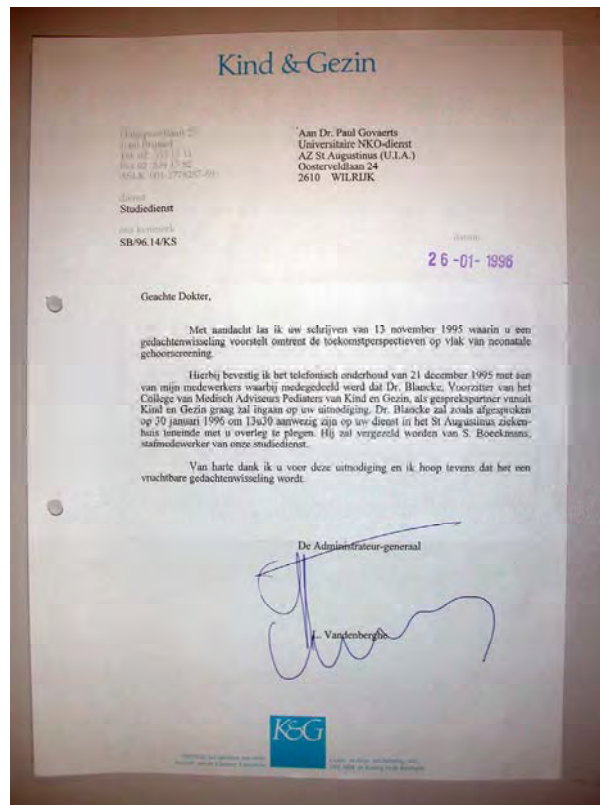 Kind & Gezin
Aan Dr. Paul Govaerts
Universitaire NKO-dienst
AZ St Augustinus (U.I.A.)
Oosterveldlaan 24
2610 WILRIJK
dienst
Studiedienst
ons kenmerk
SB/96.14/KS
datum
26-01-1996
Geachte Dokter,
Met aandacht las ik uw schrijven van 13 november 1995 waarin u een
gedachtenwisseling voorstelt omtrent de toekomstperspectieven op vlak van neonatale
gehoorscreening.
Hierbij bevestig ik het telefonisch onderhoud van 21 december 1995 met een
van mijn medewerkers waarbij medegedeeld werd dat Dr. Blancke, Voorzitter van het
College van Medisch Adviseurs Pediaters van Kind en Gezin, als gesprekspartner vanuit
Kind en Gezin graag zal ingaan op uw uitnodiging. Dr. Blancke zal zoals afgesproken
op 30 januari 1996 om 13u30 aanwezig zijn op uw dienst in het St Augustinus zieken-
huis teneinde met u overleg te plegen. Hij zal vergezeld worden van S. Boeckmans,
stafmedewerker van onze studiedienst.
Van harte dank ik u voor deze uitnodiging en ik hoop tevens dat het een
vruchtbare gedachtenwisseling wordt.
De Administrateur-generaal
L. Vandenberghe
K&G